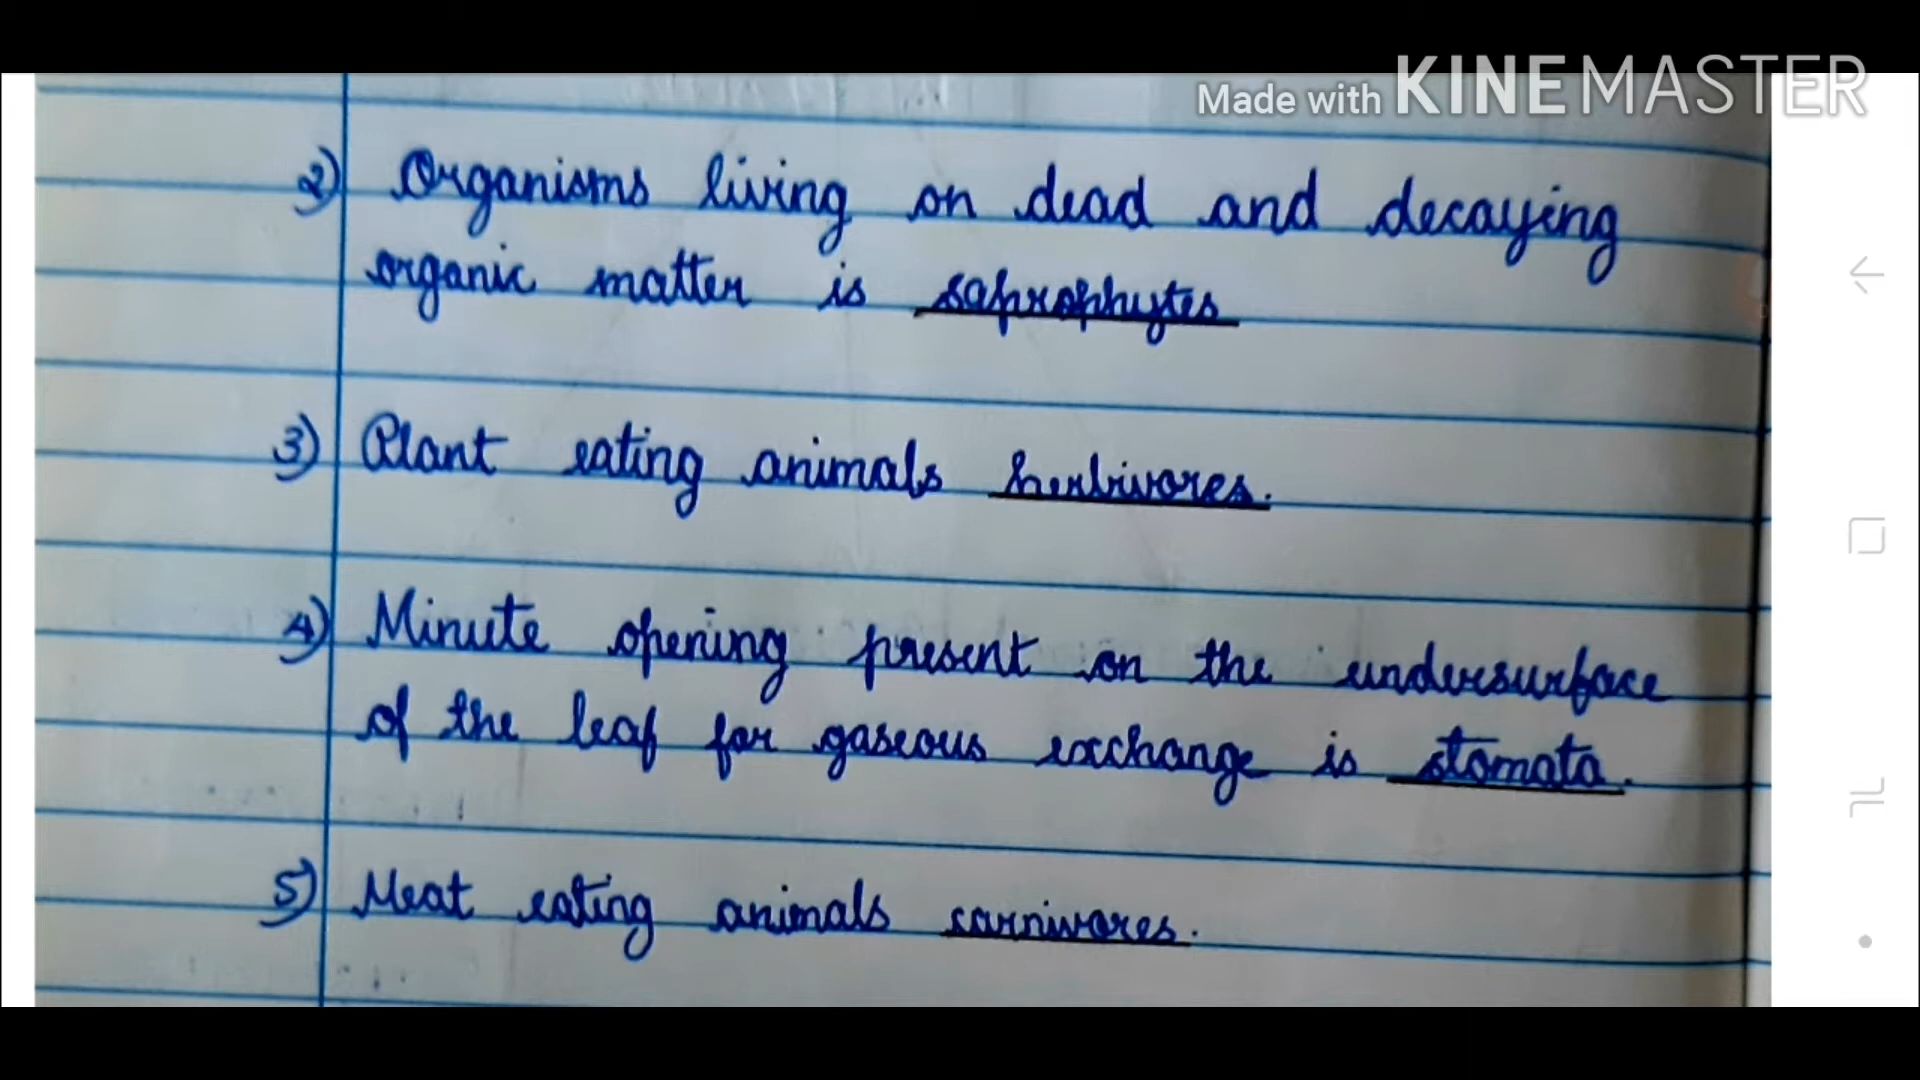 Made with KINEMASTER
2) Organisms living on dead and decaying
organic matter is saprophytes
3) Plant eating animals herbivores.
4) Minute opening present on the undersurface
of the leaf for gaseous exchange is stomata.
5) Meat eating animals carnivores.